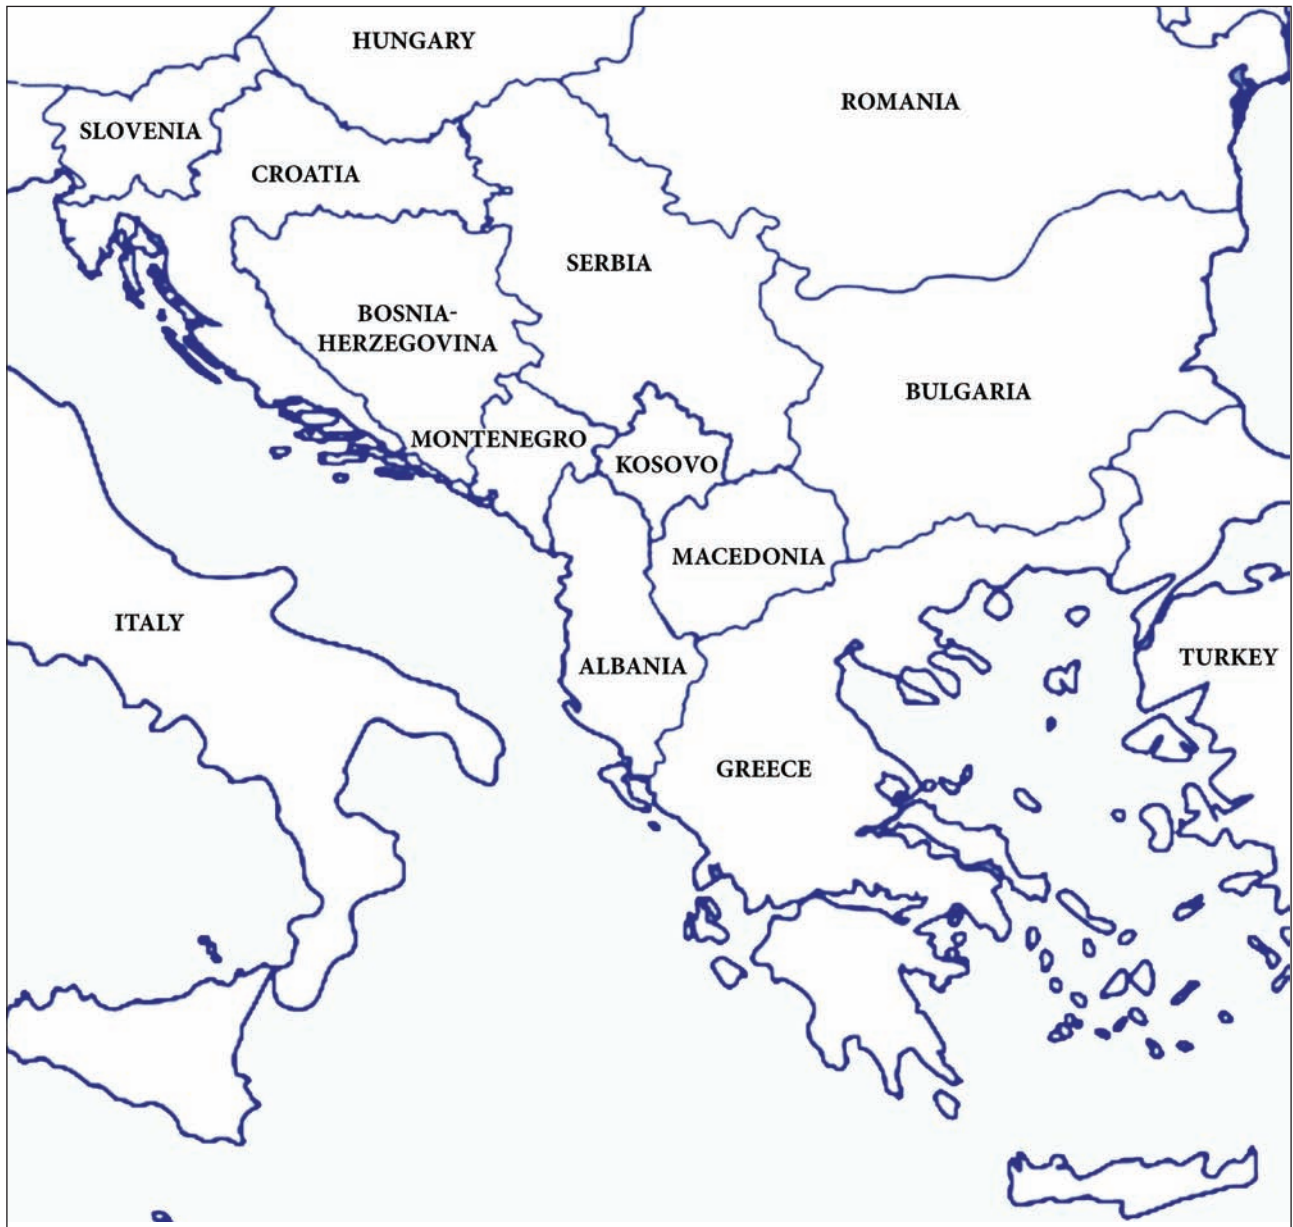 HUNGARY
ROMANIA
SLOVENIA
CROATIA
SERBIA
BOSNIA-
HERZEGOVINA
BULGARIA
MONTENEGRO
KOSOVO
MACEDONIA
ITALY
ALBANIA
TURKEY
GREECE